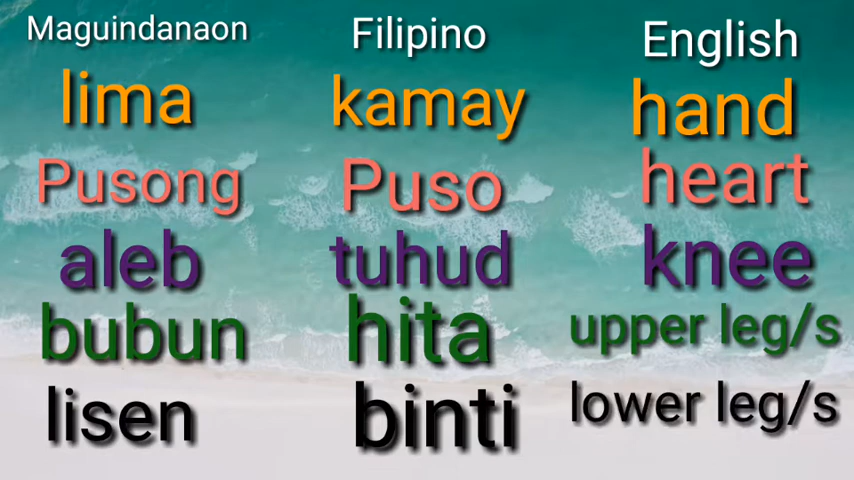 Maguindanaon Filipino English
lima kamay hand
Pusong Puso heart
aleb tuhud knee
bubun hita upper leg/s
lisen binti lower leg/s